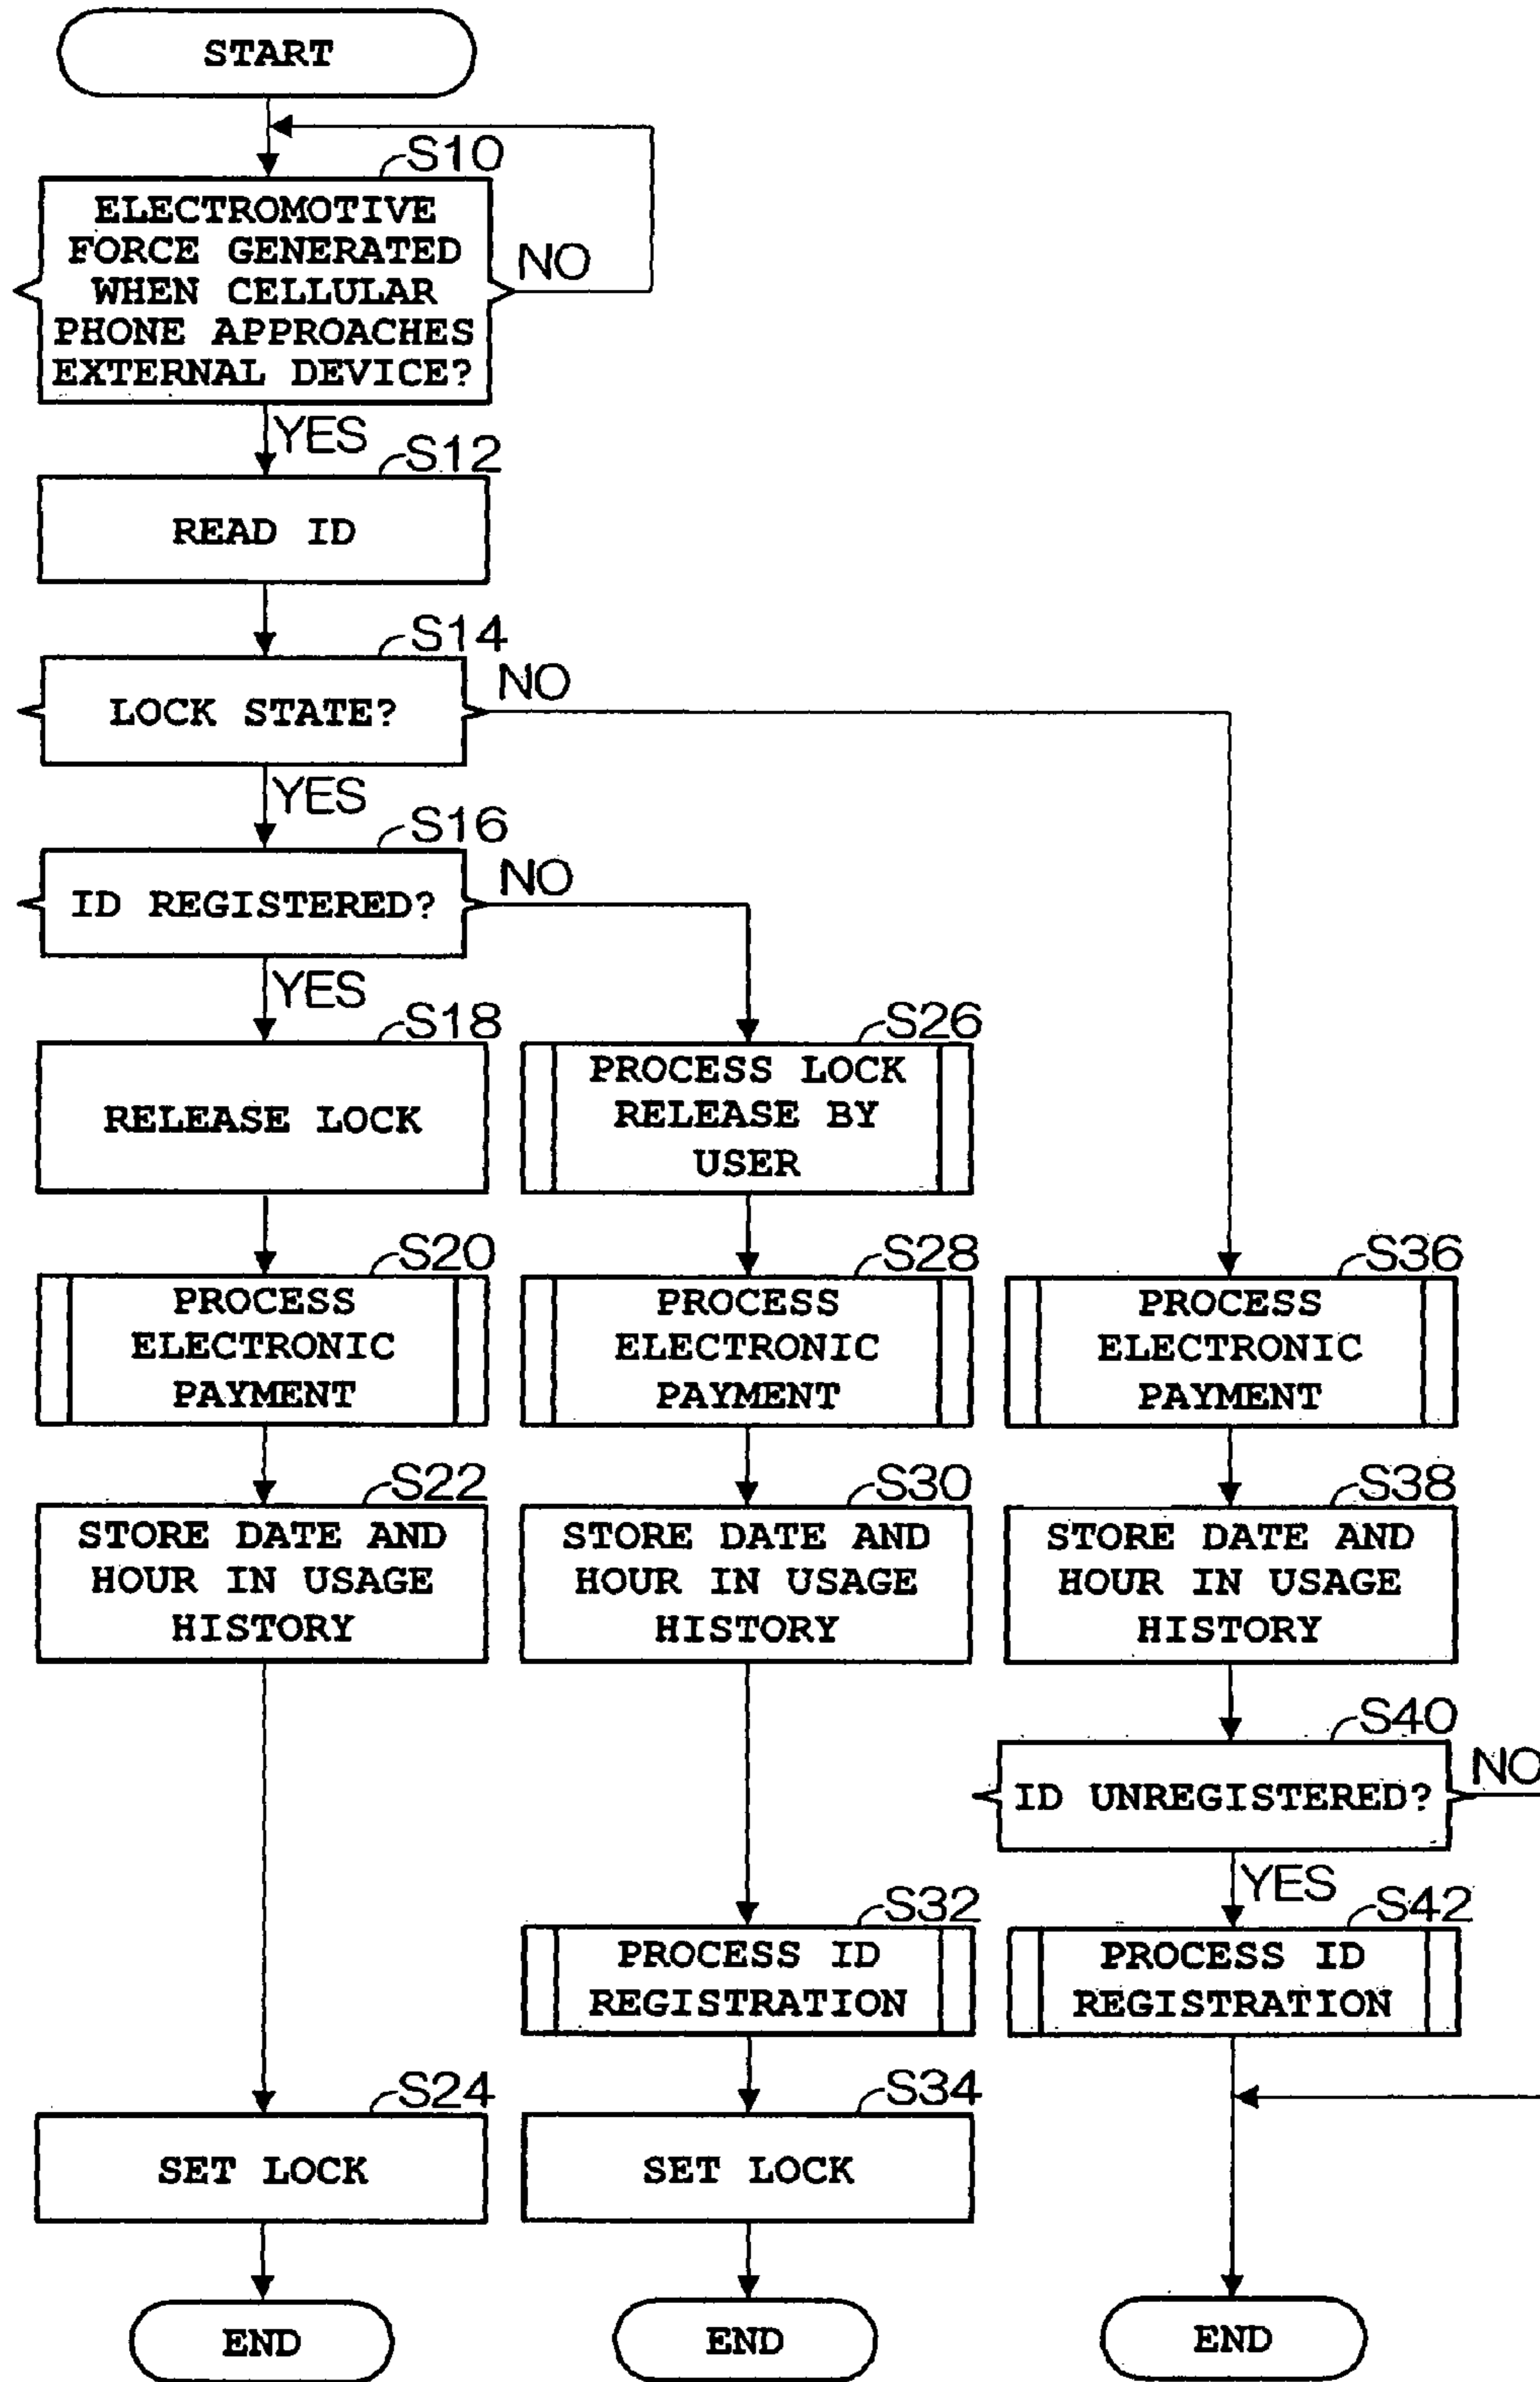 START
S10
ELECTROMOTIVE
FORCE GENERATED
WHEN CELLULAR
PHONE APPROACHES
EXTERNAL DEVICE?
NO
YES
S12
READ ID
S14
LOCK STATE?
NO
YES
S16
ID REGISTERED?
NO
YES
S18
RELEASE LOCK
S26
PROCESS LOCK
RELEASE BY
USER
S20
PROCESS
ELECTRONIC
PAYMENT
S28
PROCESS
ELECTRONIC
PAYMENT
S36
PROCESS
ELECTRONIC
PAYMENT
S22
STORE DATE AND
HOUR IN USAGE
HISTORY
S30
STORE DATE AND
HOUR IN USAGE
HISTORY
S38
STORE DATE AND
HOUR IN USAGE
HISTORY
S40
ID UNREGISTERED?
NO
YES
S32
PROCESS ID
REGISTRATION
S42
PROCESS ID
REGISTRATION
S24
SET LOCK
S34
SET LOCK
END
END
END